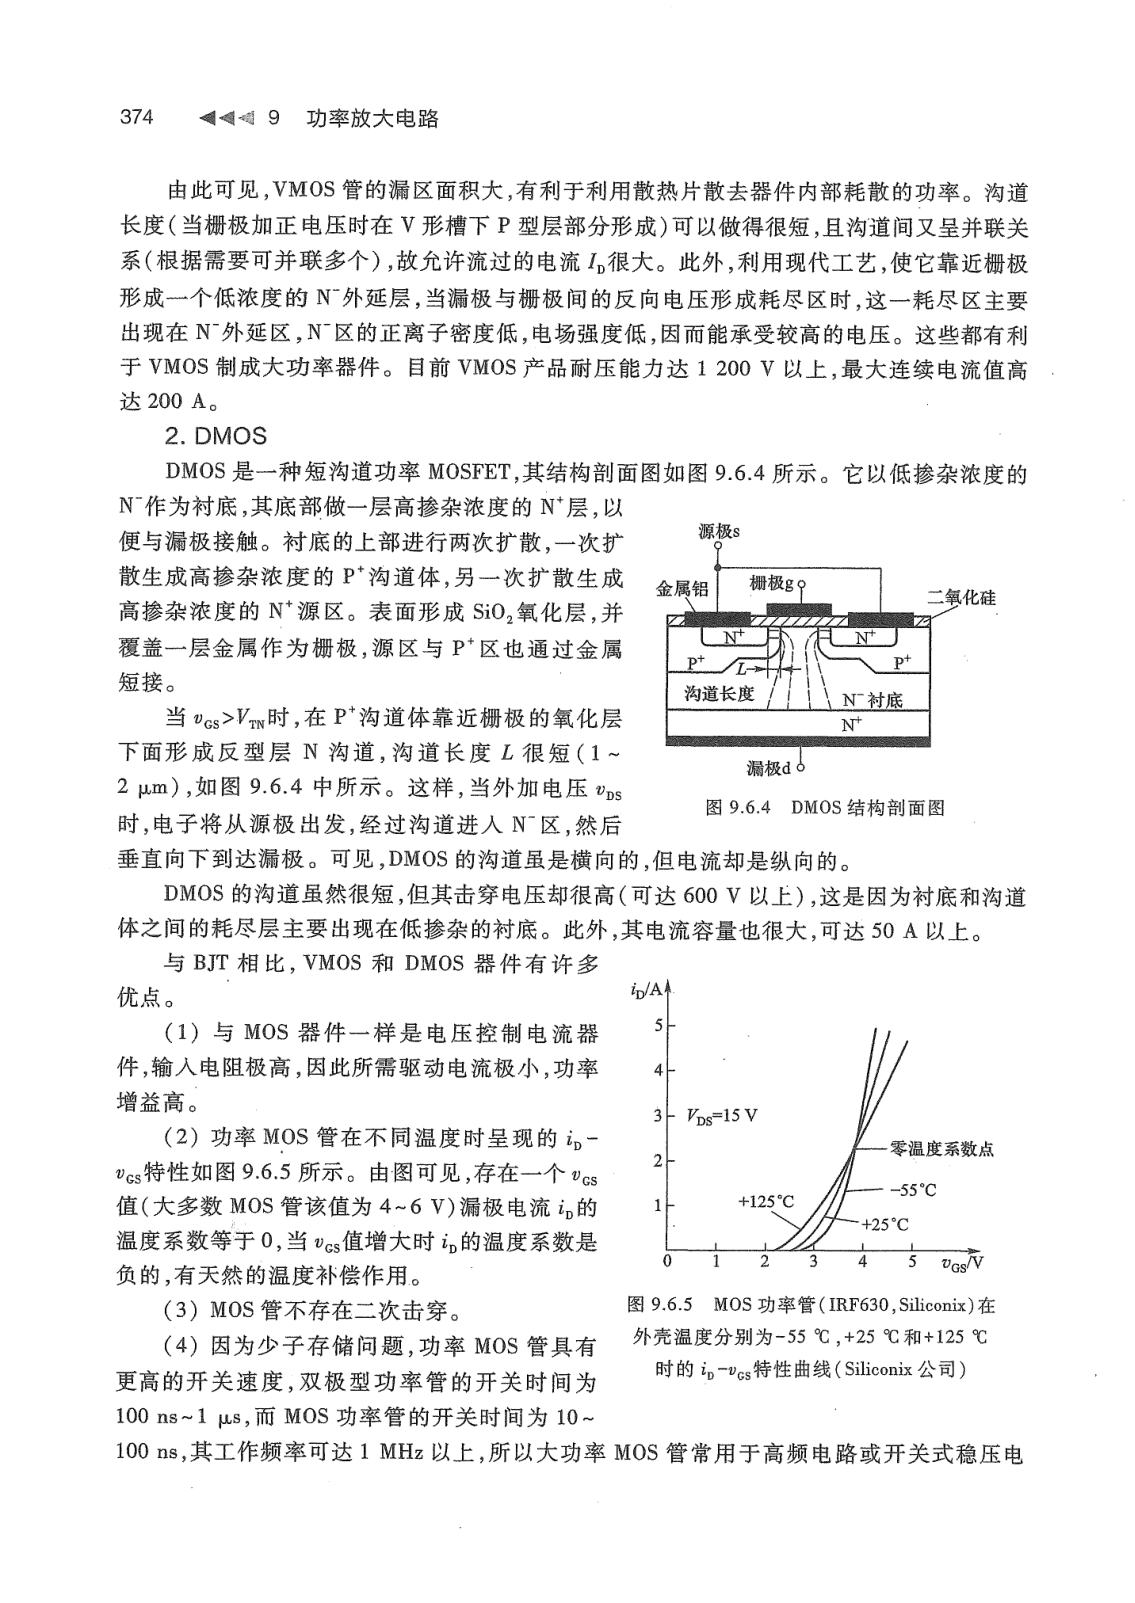 374 ◀◀◀ 9 功率放大电路
由此可见,VMOS 管的漏区面积大,有利于利用散热片散去器件内部耗散的功率。沟道
长度(当栅极加正电压时在 V 形槽下 P 型层部分形成)可以做得很短,且沟道间又呈并联关
系(根据需要可并联多个),故允许流过的电流 I_D很大。此外,利用现代工艺,使它靠近栅极
形成一个低浓度的 N⁻外延层,当漏极与栅极间的反向电压形成耗尽区时,这一耗尽区主要
出现在 N⁻外延区,N⁻区的正离子密度低,电场强度低,因而能承受较高的电压。这些都有利
于 VMOS 制成大功率器件。目前 VMOS 产品耐压能力达 1 200 V 以上,最大连续电流值高
达 200 A。
2. DMOS
DMOS 是一种短沟道功率 MOSFET,其结构剖面图如图 9.6.4 所示。它以低掺杂浓度的
N⁻作为衬底,其底部做一层高掺杂浓度的 N⁺层,以
便与漏极接触。衬底的上部进行两次扩散,一次扩
散生成高掺杂浓度的 P⁺沟道体,另一次扩散生成
高掺杂浓度的 N⁺源区。表面形成 SiO₂氧化层,并
覆盖一层金属作为栅极,源区与 P⁺区也通过金属
短接。
当 v_GS>V_TN时,在 P⁺沟道体靠近栅极的氧化层
下面形成反型层 N 沟道,沟道长度 L 很短(1~
2 μm),如图 9.6.4 中所示。这样,当外加电压 v_DS
时,电子将从源极出发,经过沟道进入 N⁻区,然后
源极s
金属铝
栅极g
二氧化硅
N⁺
N⁺
P⁺
L
P⁺
沟道长度
N⁻衬底
N⁺
漏极d
图 9.6.4 DMOS 结构剖面图
垂直向下到达漏极。可见,DMOS 的沟道虽是横向的,但电流却是纵向的。
DMOS 的沟道虽然很短,但其击穿电压却很高(可达 600 V 以上),这是因为衬底和沟道
体之间的耗尽层主要出现在低掺杂的衬底。此外,其电流容量也很大,可达 50 A 以上。
与 BJT 相比, VMOS 和 DMOS 器件有许多
优点。
(1) 与 MOS 器件一样是电压控制电流器
件,输入电阻极高,因此所需驱动电流极小,功率
增益高。
(2) 功率 MOS 管在不同温度时呈现的 i_D-
v_GS特性如图 9.6.5 所示。由图可见,存在一个 v_GS
值(大多数 MOS 管该值为 4~6 V)漏极电流 i_D的
温度系数等于 0,当 v_GS值增大时 i_D的温度系数是
负的,有天然的温度补偿作用。
(3) MOS 管不存在二次击穿。
(4) 因为少子存储问题,功率 MOS 管具有
更高的开关速度,双极型功率管的开关时间为
100 ns~1 μs,而 MOS 功率管的开关时间为 10~
i_D/A
5
4
3
V_DS=15 V
2
零温度系数点
1
-55℃
+125℃
+25℃
0 1 2 3 4 5 v_GS/V
图 9.6.5 MOS 功率管(IRF630,Siliconix)在
外壳温度分别为-55 ℃,+25 ℃和+125 ℃
时的 i_D-v_GS特性曲线(Siliconix 公司)
100 ns,其工作频率可达 1 MHz 以上,所以大功率 MOS 管常用于高频电路或开关式稳压电